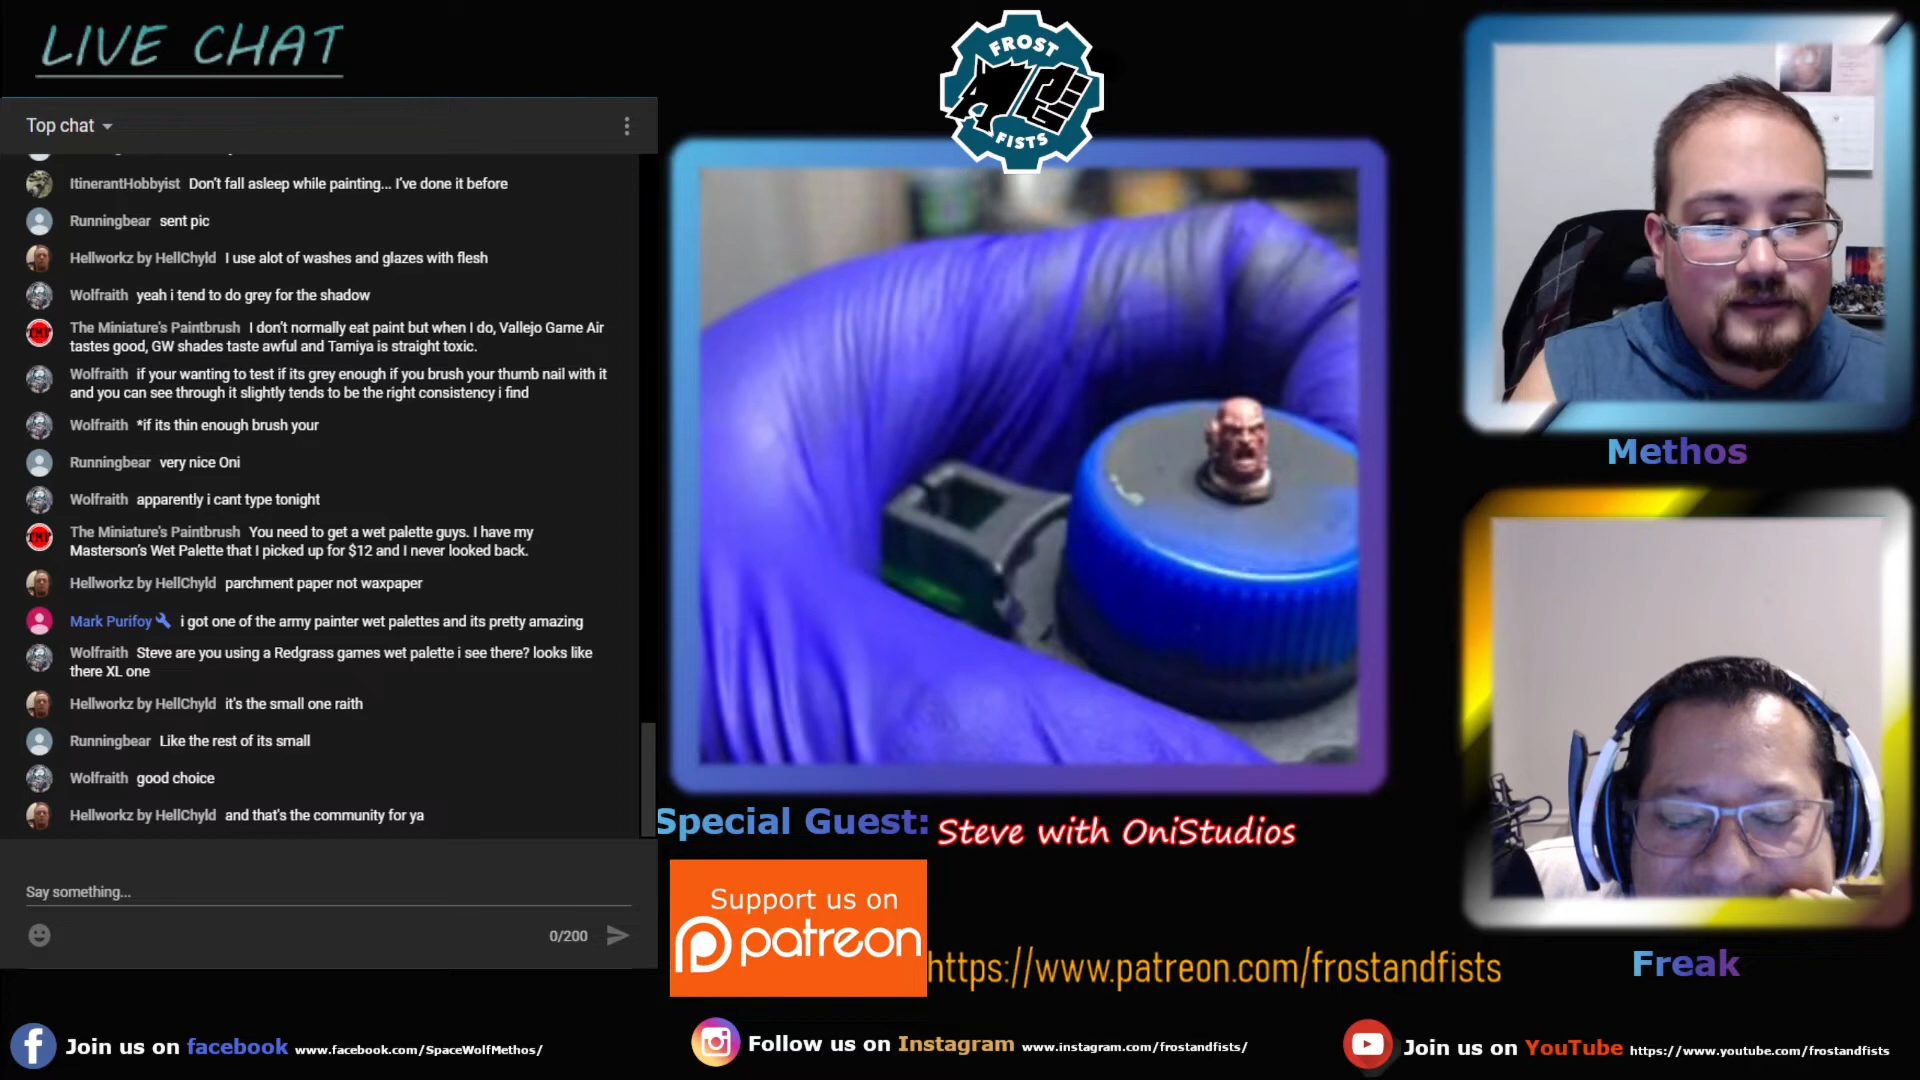 LIVE CHAT
FROST
FISTS
Top chat
ItinerantHobbyist Don't fall asleep while painting... I've done it before
Runningbear sent pic
Hellworkz by HellChyld I use alot of washes and glazes with flesh
Wolfraith yeah i tend to do grey for the shadow
The Miniature's Paintbrush I don't normally eat paint but when I do, Vallejo Game Air
tastes good, GW shades taste awful and Tamiya is straight toxic.
Wolfraith if your wanting to test if its grey enough if you brush your thumb nail with it
and you can see through it slightly tends to be the right consistency i find
Wolfraith *if its thin enough brush your
Runningbear very nice Oni
Wolfraith apparently i cant type tonight
The Miniature's Paintbrush You need to get a wet palette guys. I have my
Masterson's Wet Palette that I picked up for $12 and I never looked back.
Hellworkz by HellChyld parchment paper not waxpaper
Mark Purifoy i got one of the army painter wet palettes and its pretty amazing
Wolfraith Steve are you using a Redgrass games wet palette i see there? looks like
there XL one
Hellworkz by HellChyld it's the small one raith
Runningbear Like the rest of its small
Wolfraith good choice
Hellworkz by HellChyld and that's the community for ya
Say something...
0/200
Methos
Special Guest: Steve with OniStudios
Support us on
patreon
https://www.patreon.com/frostandfists
Freak
Join us on facebook www.facebook.com/SpaceWolfMethos/
Follow us on Instagram www.instagram.com/frostandfists/
Join us on YouTube https://www.youtube.com/frostandfists